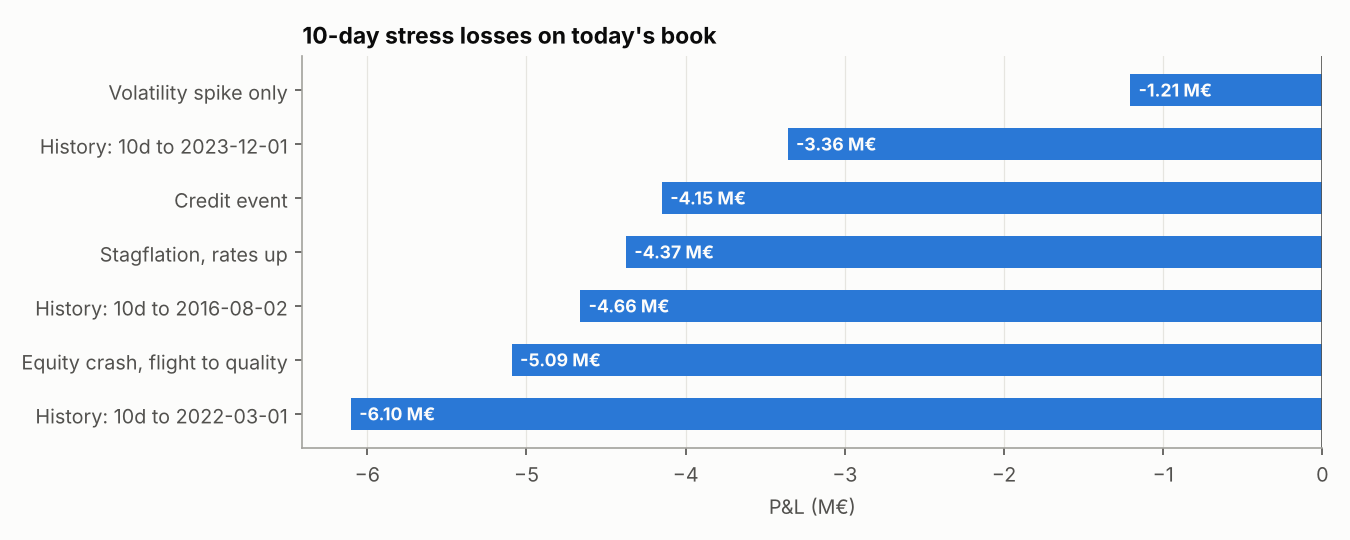 10-day stress losses on today's book
Volatility spike only
-1.21 M€
History: 10d to 2023-12-01
-3.36 M€
Credit event
-4.15 M€
Stagflation, rates up
-4.37 M€
History: 10d to 2016-08-02
-4.66 M€
Equity crash, flight to quality
-5.09 M€
History: 10d to 2022-03-01
-6.10 M€
−6 −5 −4 −3 −2 −1 0
P&L (M€)